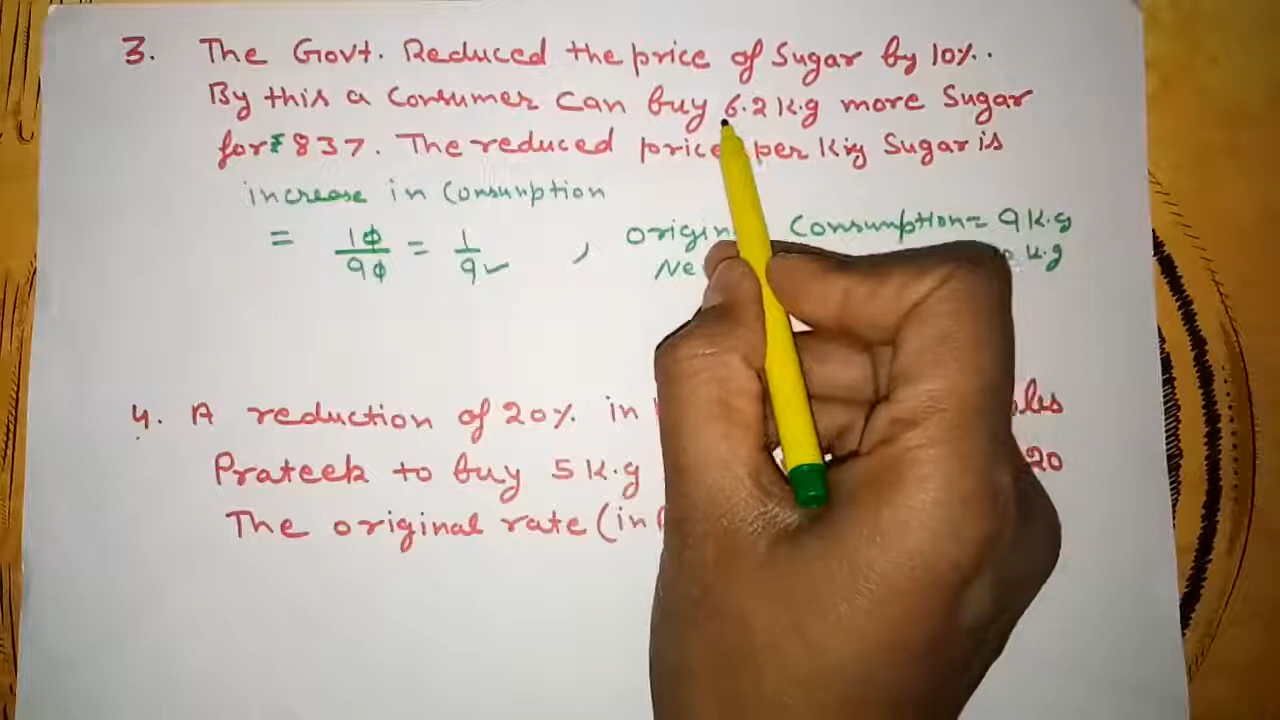 3. The Govt. Reduced the price of Sugar by 10%.
By this a Consumer Can buy 6.2 K.g more Sugar
for ₹ 837. The reduced price per Kig Sugar is
increase in Consumption
= 10/90 = 1/9 , Consumption = 9 K.g
K.g
4. A reduction of 20% in
Prateek to buy 5 K.g 20
The original rate (in